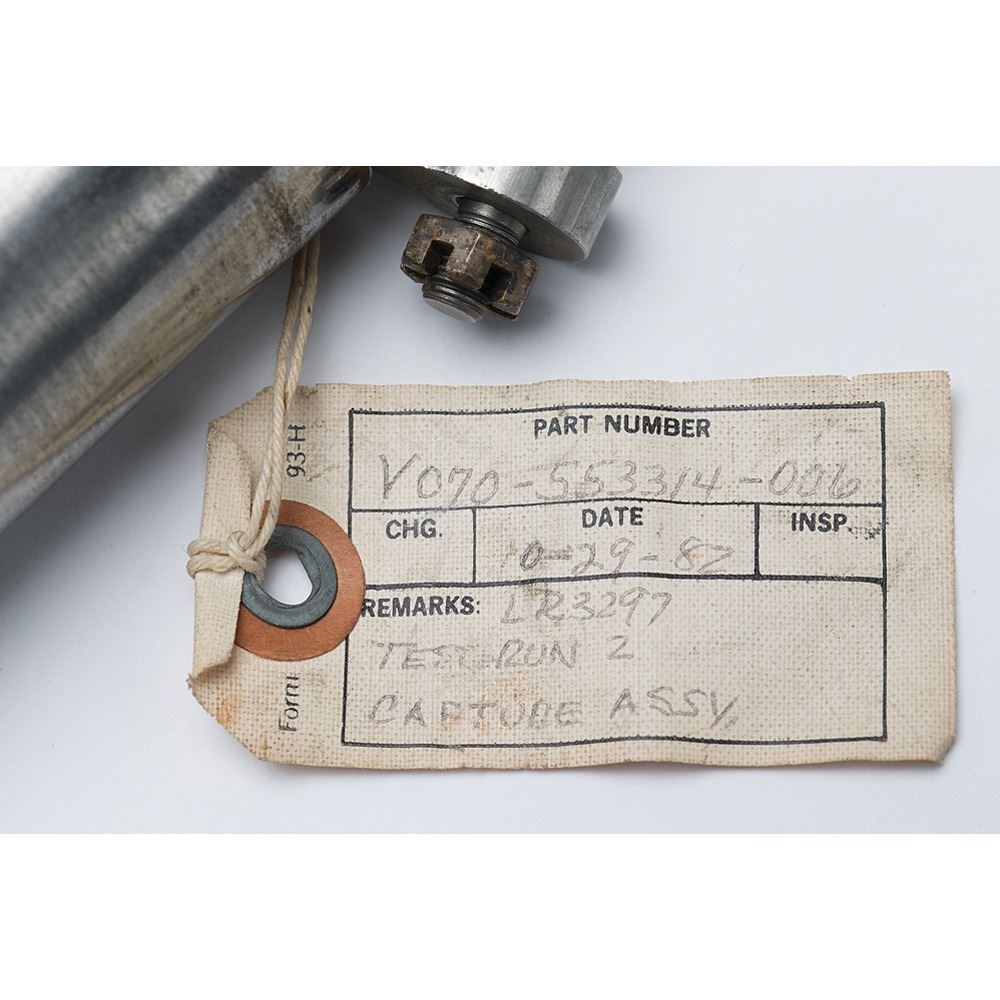 PART NUMBER
V070-553314-006
CHG.
DATE
INSP.
10-29-87
REMARKS: LR3297
TEST RUN 2
CAPTURE ASSY.
Form 93-H